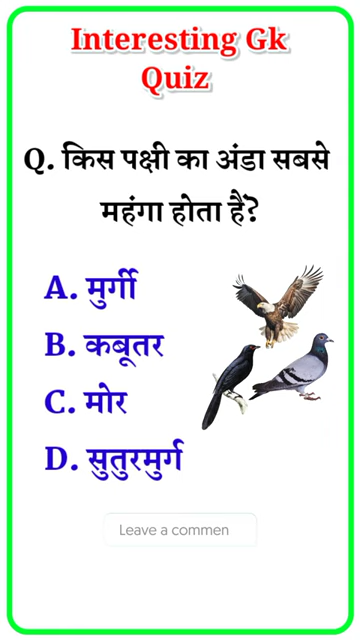 Interesting Gk
Quiz
Q. किस पक्षी का अंडा सबसे
महंगा होता है?
A. मुर्गी
B. कबूतर
C. मोर
D. सुतुरमुर्ग
Leave a commen